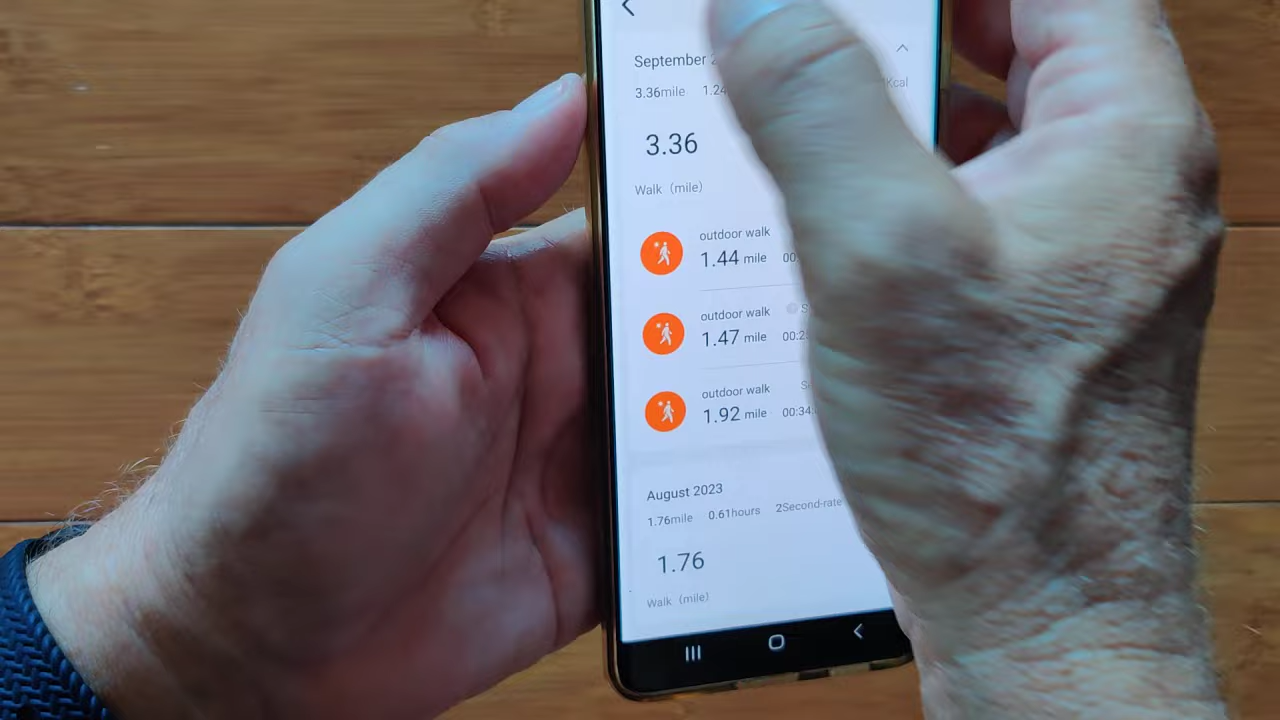 September
3.36mile 1.24 Kcal
3.36
Walk (mile)
outdoor walk
1.44 mile 00:
outdoor walk
1.47 mile 00:2
outdoor walk
1.92 mile 00:34:
August 2023
1.76mile 0.61hours 2Second-rate
1.76
Walk (mile)